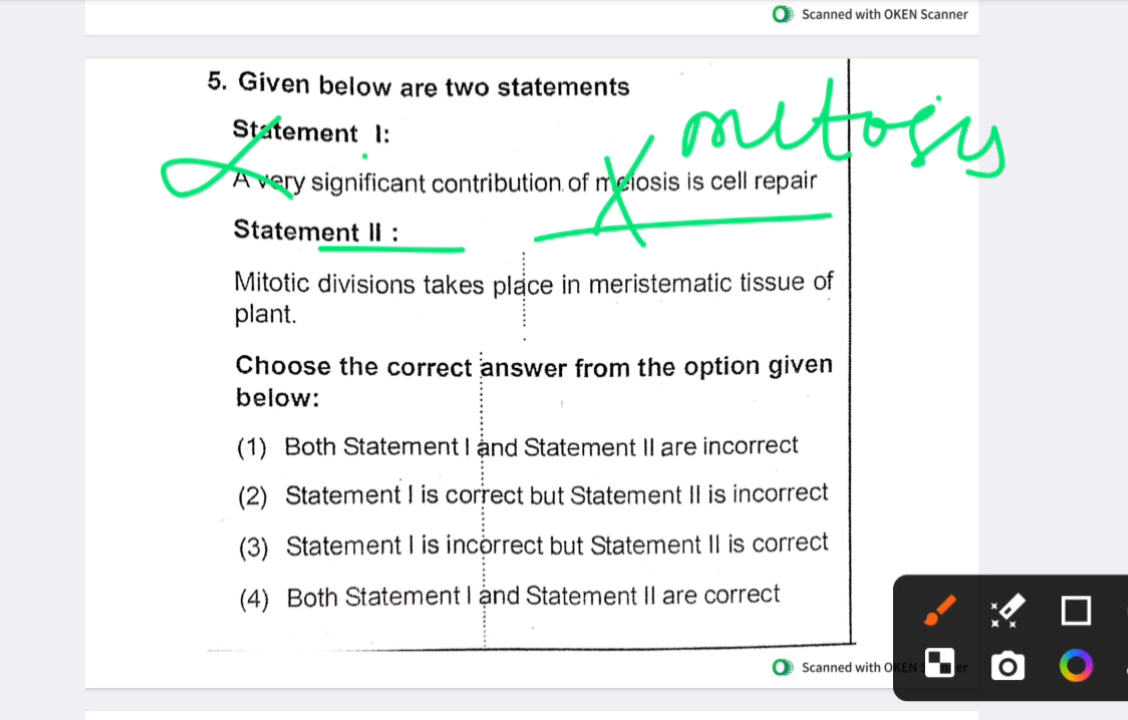 Scanned with OKEN Scanner
5. Given below are two statements
Statement I:
mitosis
A very significant contribution of meiosis is cell repair
Statement II :
Mitotic divisions takes place in meristematic tissue of
plant.
Choose the correct answer from the option given
below:
(1) Both Statement I and Statement II are incorrect
(2) Statement I is correct but Statement II is incorrect
(3) Statement I is incorrect but Statement II is correct
(4) Both Statement I and Statement II are correct
Scanned with OKEN